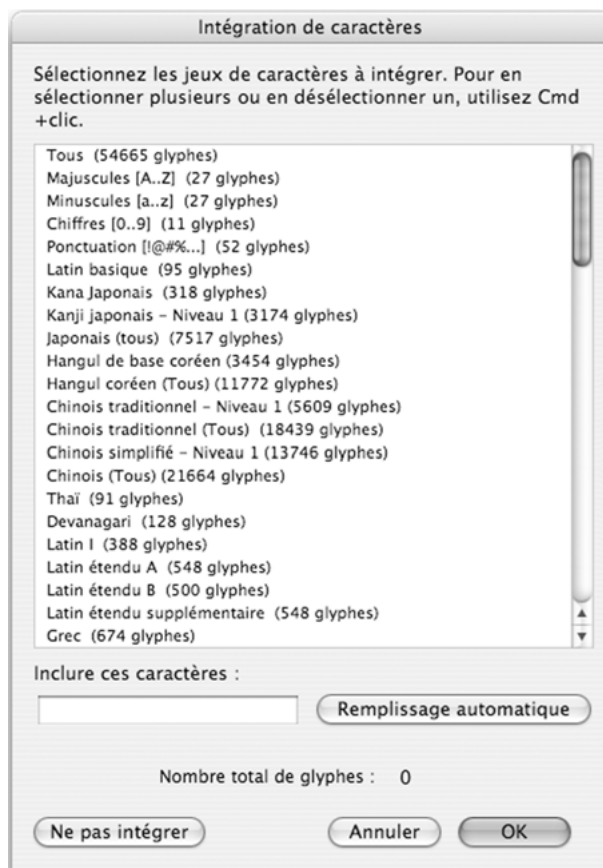 Intégration de caractères
Sélectionnez les jeux de caractères à intégrer. Pour en
sélectionner plusieurs ou en désélectionner un, utilisez Cmd
+clic.
Tous (54665 glyphes)
Majuscules [A..Z] (27 glyphes)
Minuscules [a..z] (27 glyphes)
Chiffres [0..9] (11 glyphes)
Ponctuation [!@#%...] (52 glyphes)
Latin basique (95 glyphes)
Kana Japonais (318 glyphes)
Kanji japonais – Niveau 1 (3174 glyphes)
Japonais (tous) (7517 glyphes)
Hangul de base coréen (3454 glyphes)
Hangul coréen (Tous) (11772 glyphes)
Chinois traditionnel – Niveau 1 (5609 glyphes)
Chinois traditionnel (Tous) (18439 glyphes)
Chinois simplifié – Niveau 1 (13746 glyphes)
Chinois (Tous) (21664 glyphes)
Thaï (91 glyphes)
Devanagari (128 glyphes)
Latin I (388 glyphes)
Latin étendu A (548 glyphes)
Latin étendu B (500 glyphes)
Latin étendu supplémentaire (548 glyphes)
Grec (674 glyphes)
Inclure ces caractères :
Remplissage automatique
Nombre total de glyphes : 0
Ne pas intégrer Annuler OK